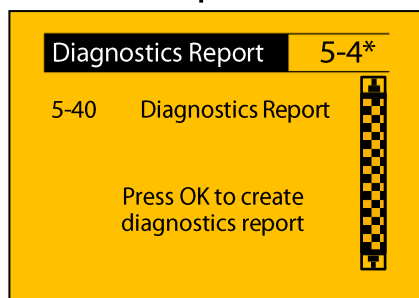 Diagnostics Report 5-4*
5-40 Diagnostics Report
Press OK to create
diagnostics report